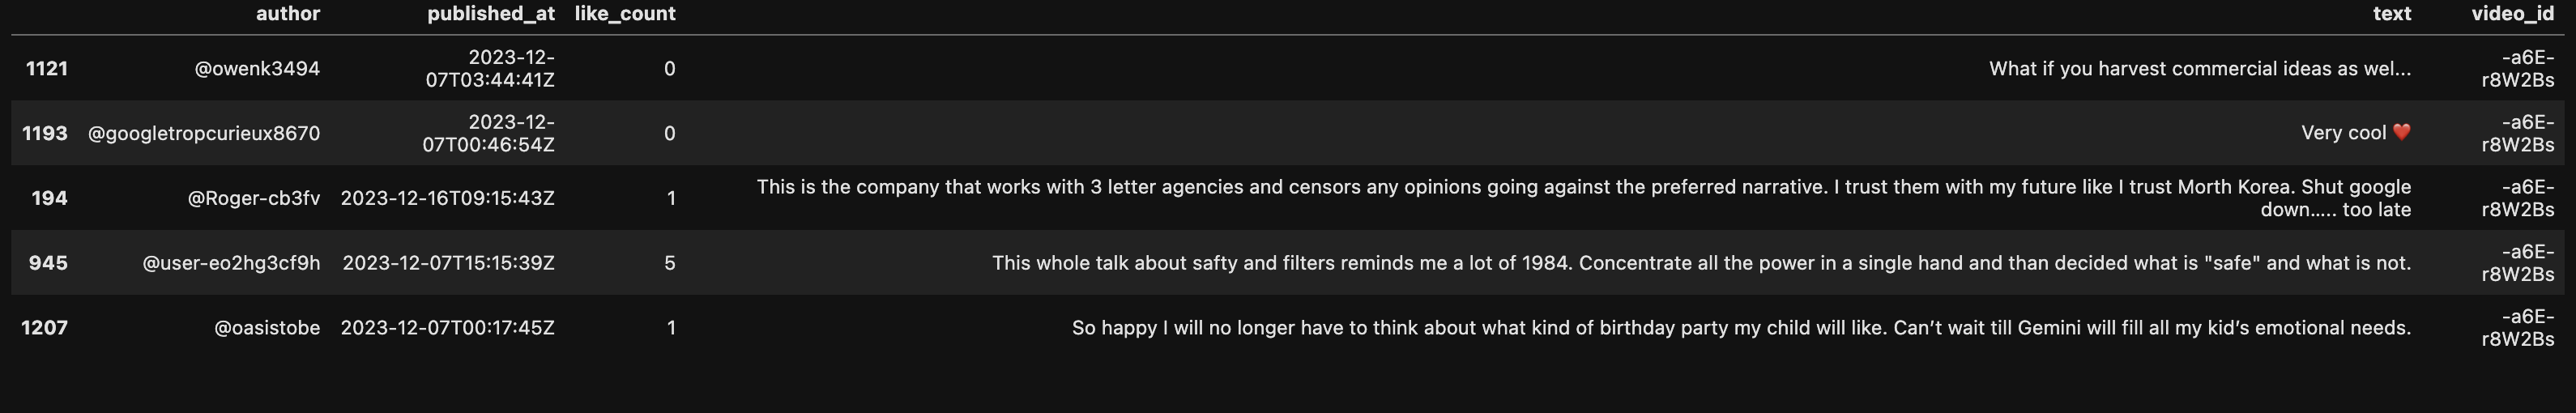 author published_at like_count text video_id
1121 @owenk3494 2023-12-07T03:44:41Z 0 What if you harvest commercial ideas as wel... -a6E-r8W2Bs
1193 @googletropcurieux8670 2023-12-07T00:46:54Z 0 Very cool ❤️ -a6E-r8W2Bs
194 @Roger-cb3fv 2023-12-16T09:15:43Z 1 This is the company that works with 3 letter agencies and censors any opinions going against the preferred narrative. I trust them with my future like I trust Morth Korea. Shut google down..... too late -a6E-r8W2Bs
945 @user-eo2hg3cf9h 2023-12-07T15:15:39Z 5 This whole talk about safty and filters reminds me a lot of 1984. Concentrate all the power in a single hand and than decided what is "safe" and what is not. -a6E-r8W2Bs
1207 @oasistobe 2023-12-07T00:17:45Z 1 So happy I will no longer have to think about what kind of birthday party my child will like. Can’t wait till Gemini will fill all my kid’s emotional needs. -a6E-r8W2Bs